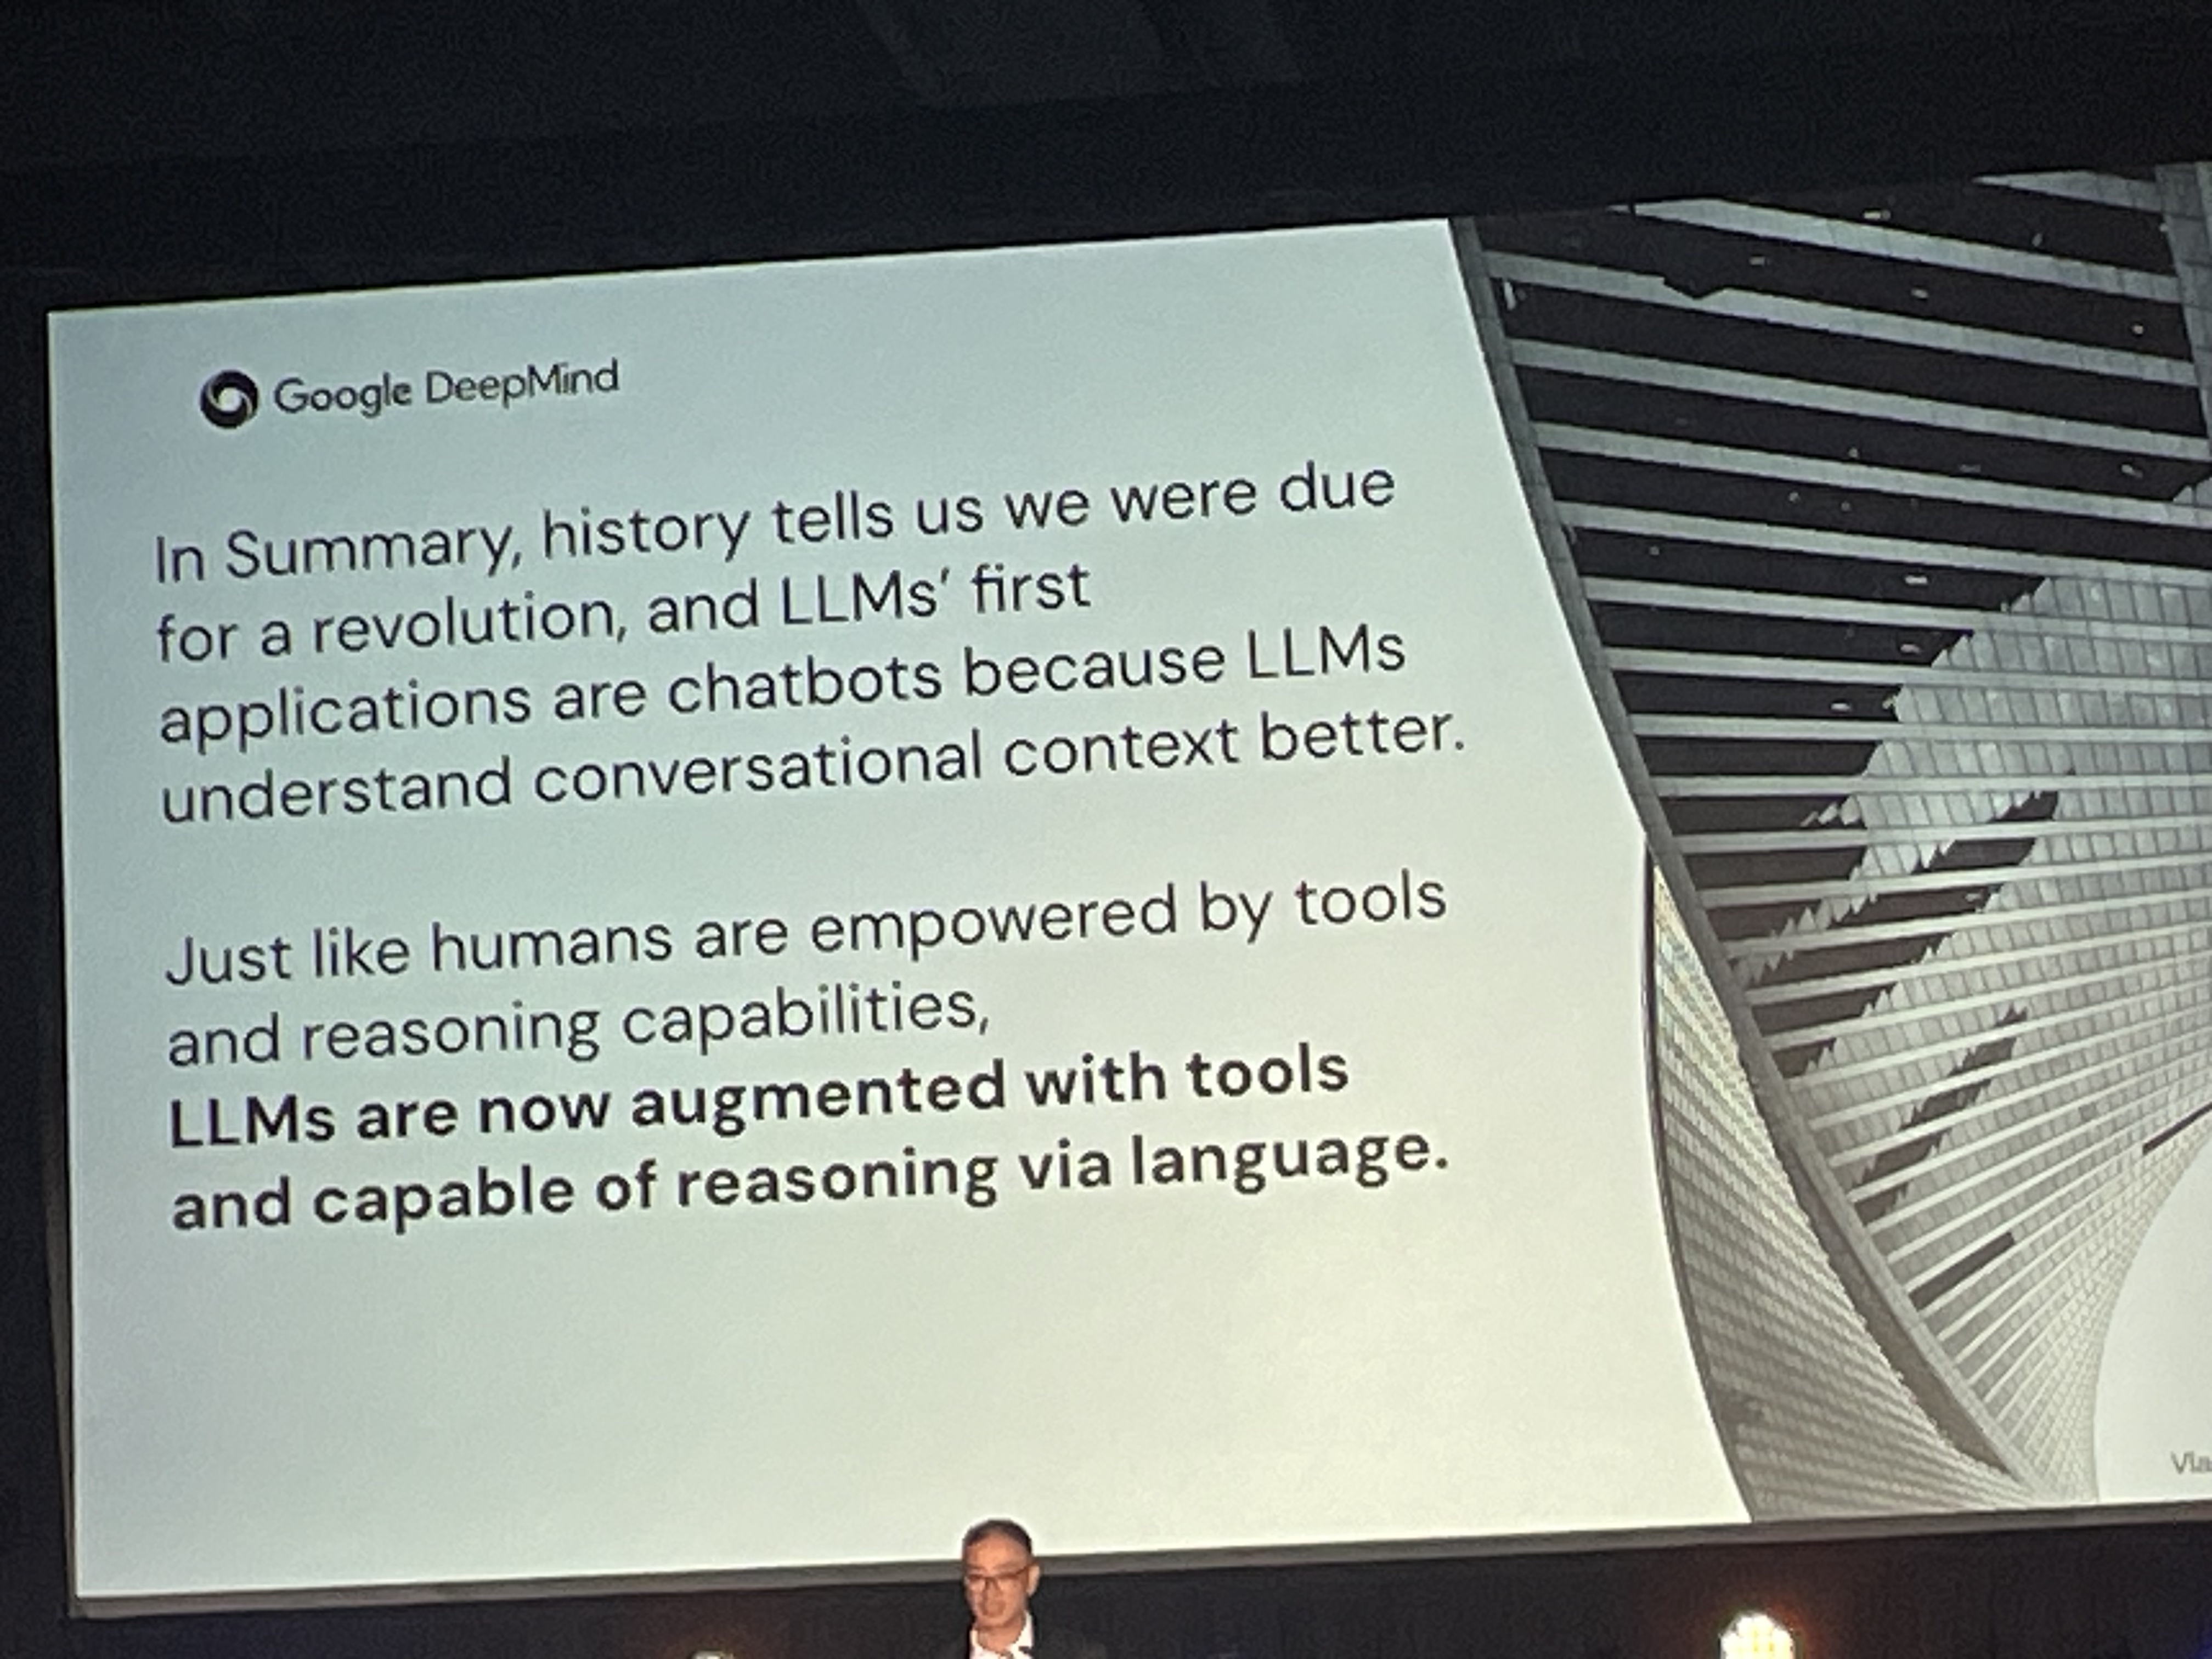 Google DeepMind
In Summary, history tells us we were due
for a revolution, and LLMs' first
applications are chatbots because LLMs
understand conversational context better.
Just like humans are empowered by tools
and reasoning capabilities,
LLMs are now augmented with tools
and capable of reasoning via language.